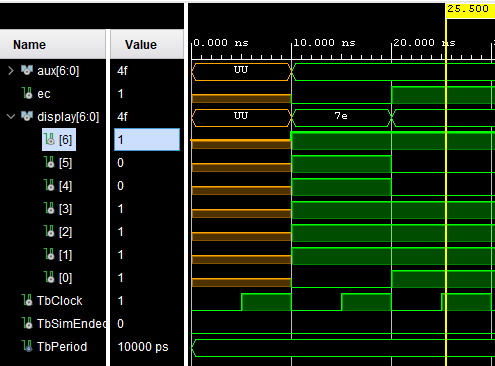 25.500
Name Value 0.000 ns 10.000 ns 20.000 ns
aux[6:0] 4f UU
ec 1
display[6:0] 4f UU 7e
[6] 1
[5] 0
[4] 0
[3] 1
[2] 1
[1] 1
[0] 1
TbClock 1
TbSimEnded 0
TbPeriod 10000 ps